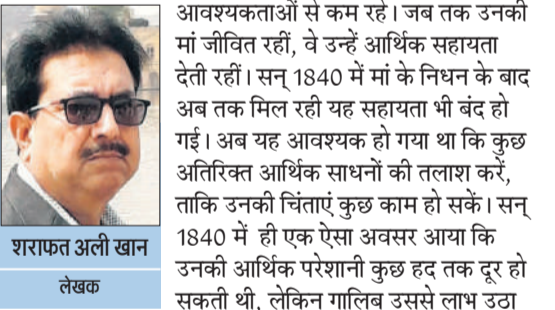 आवश्यकताओं से कम रहे। जब तक उनकी
मां जीवित रहीं, वे उन्हें आर्थिक सहायता
देती रहीं। सन् 1840 में मां के निधन के बाद
अब तक मिल रही यह सहायता भी बंद हो
गई। अब यह आवश्यक हो गया था कि कुछ
अतिरिक्त आर्थिक साधनों की तलाश करें,
ताकि उनकी चिंताएं कुछ काम हो सकें। सन्
1840 में ही एक ऐसा अवसर आया कि
उनकी आर्थिक परेशानी कुछ हद तक दूर हो
सकती थी, लेकिन गालिब उससे लाभ उठा
शराफत अली खान
लेखक